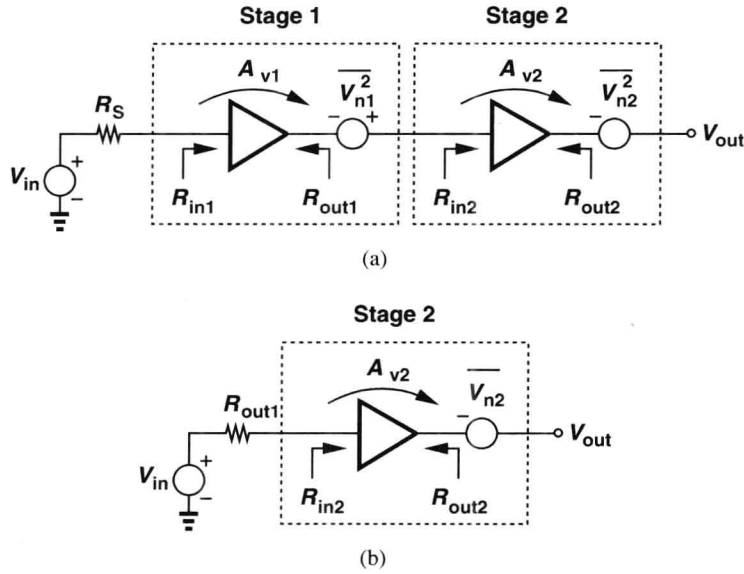 Stage 1 Stage 2
A v1 V n1 2 A v2 V n2 2
R S
− + −
V out
V in + −
R in1 R out1 R in2 R out2
(a)
Stage 2
A v2 V n2
R out1
−
V out
V in + −
R in2 R out2
(b)